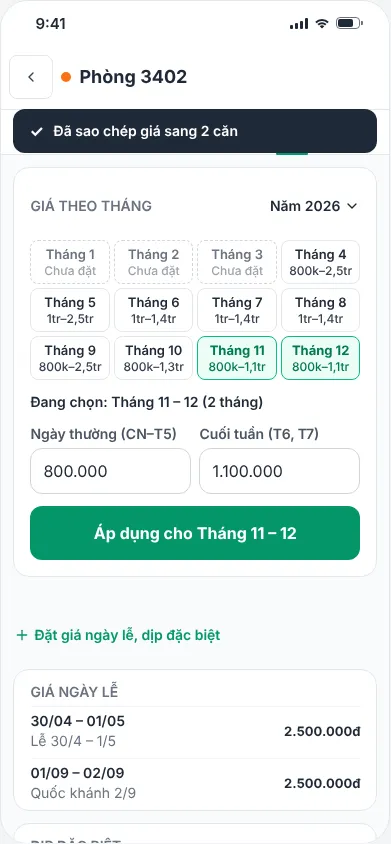 9:41
Phòng 3402
Đã sao chép giá sang 2 căn
GIÁ THEO THÁNG
Năm 2026
Tháng 1
Chưa đặt
Tháng 2
Chưa đặt
Tháng 3
Chưa đặt
Tháng 4
800k–2,5tr
Tháng 5
1tr–2,5tr
Tháng 6
1tr–1,4tr
Tháng 7
1tr–1,4tr
Tháng 8
1tr–1,4tr
Tháng 9
800k–2,5tr
Tháng 10
800k–1,3tr
Tháng 11
800k–1,1tr
Tháng 12
800k–1,1tr
Đang chọn: Tháng 11 – 12 (2 tháng)
Ngày thường (CN–T5)
Cuối tuần (T6, T7)
800.000
1.100.000
Áp dụng cho Tháng 11 – 12
+ Đặt giá ngày lễ, dịp đặc biệt
GIÁ NGÀY LỄ
30/04 – 01/05
Lễ 30/4 – 1/5
2.500.000đ
01/09 – 02/09
Quốc khánh 2/9
2.500.000đ
DỊP ĐẶC BIỆT